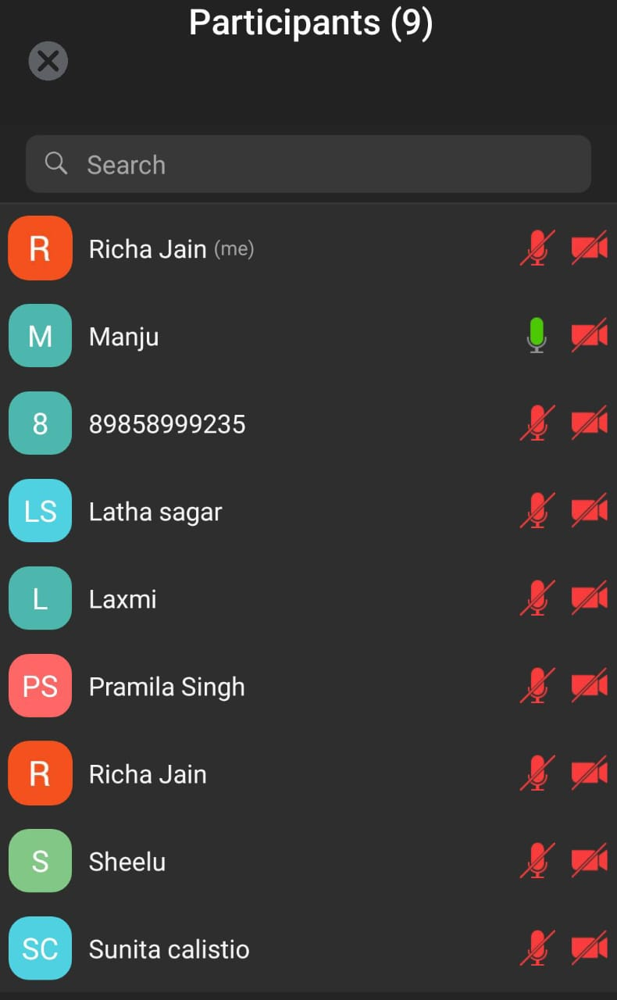 Participants (9)
Search
R Richa Jain (me)
M Manju
8 89858999235
LS Latha sagar
L Laxmi
PS Pramila Singh
R Richa Jain
S Sheelu
SC Sunita calistio